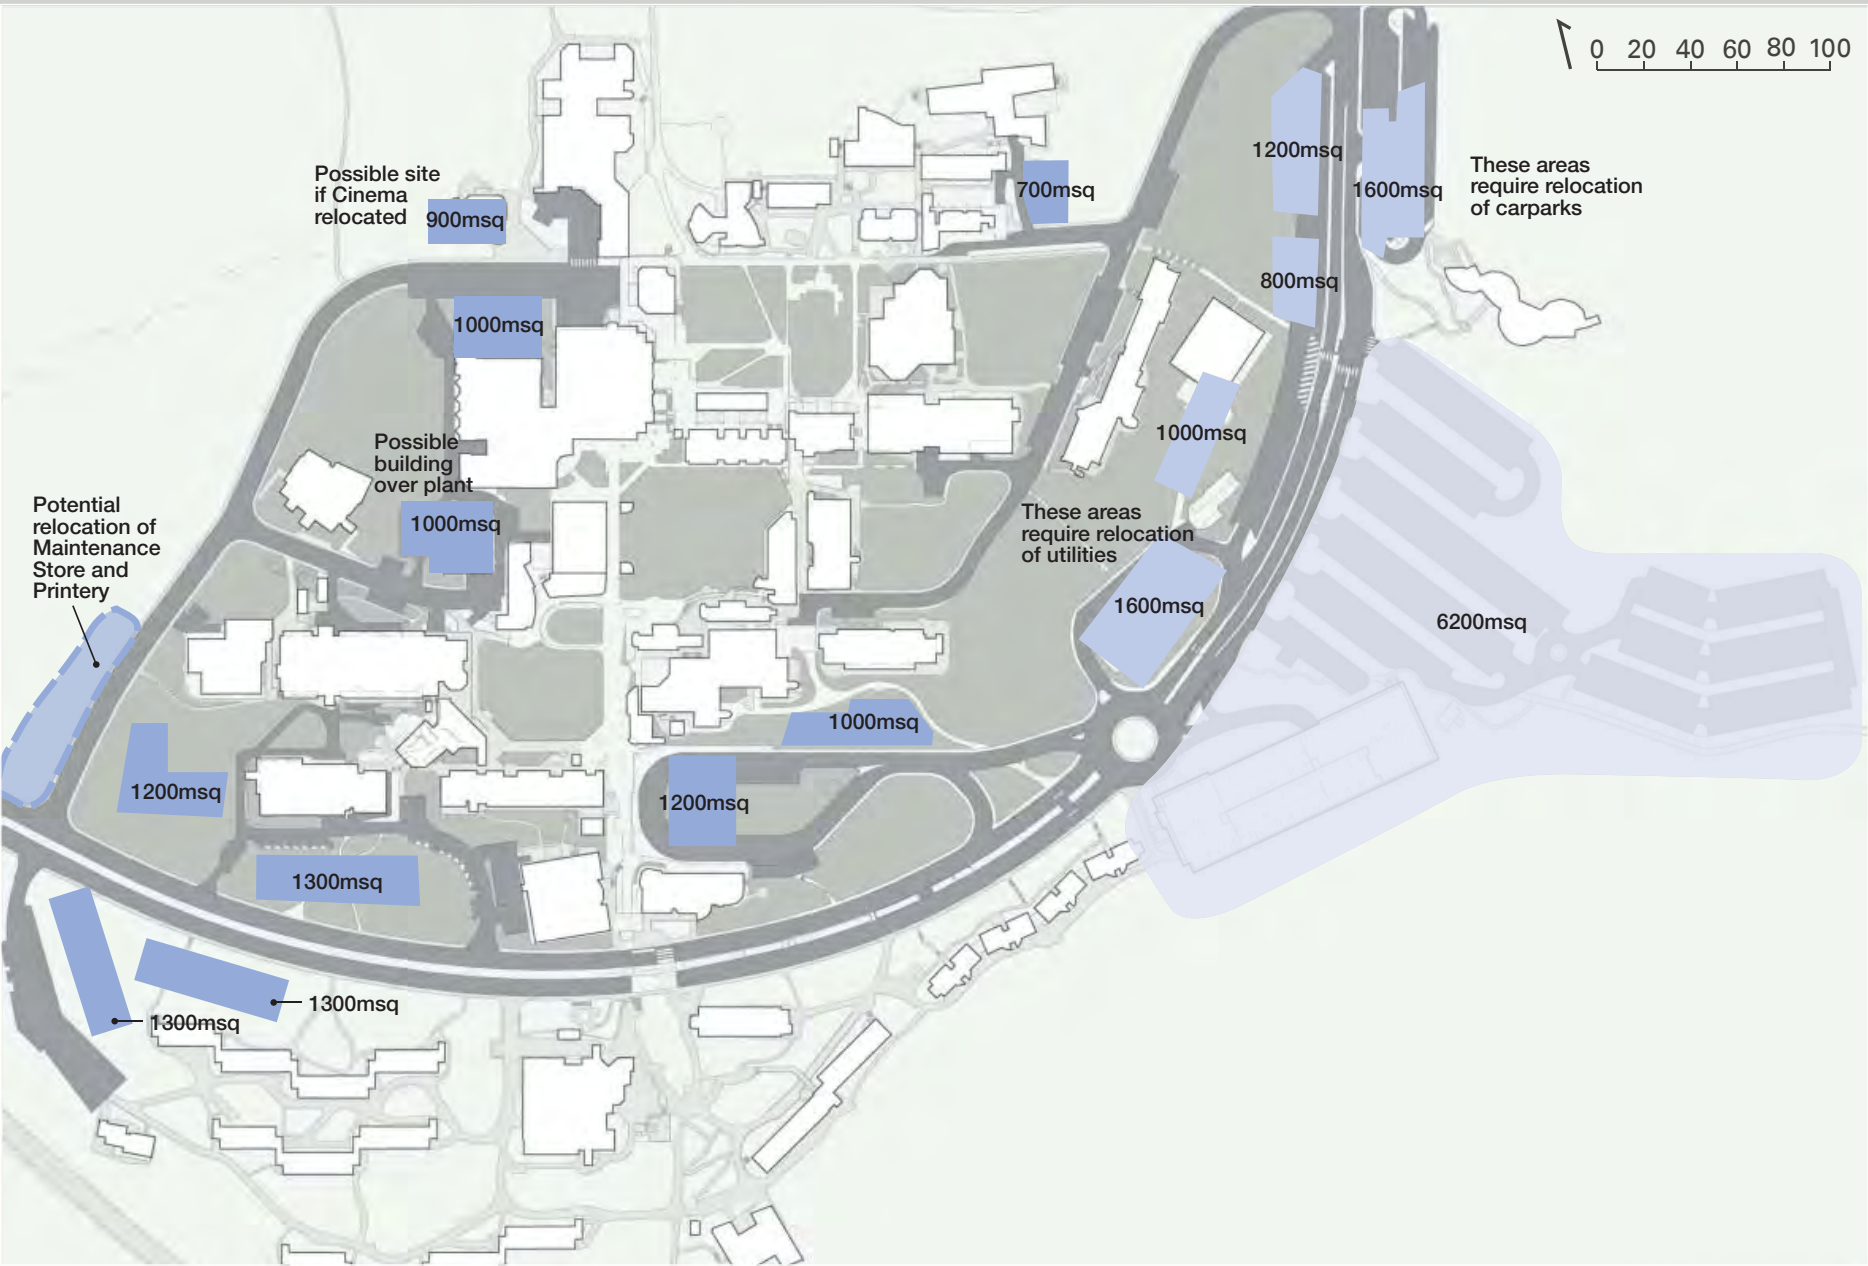 0 20 40 60 80 100
1200msq
1600msq
These areas
require relocation
of carparks
Possible site
if Cinema
relocated
900msq
700msq
800msq
1000msq
1000msq
Possible
building
over plant
1000msq
Potential
relocation of
Maintenance
Store and
Printery
These areas
require relocation
of utilities
1600msq
6200msq
1000msq
1200msq
1200msq
1300msq
1300msq
1300msq